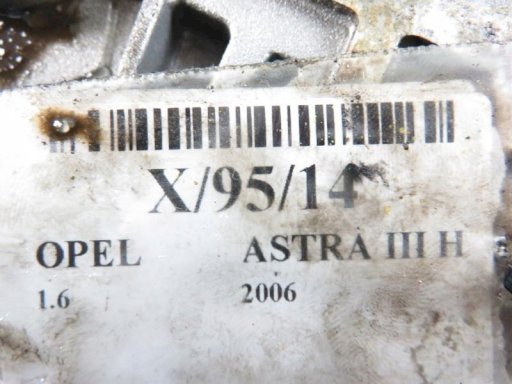 X/95/14
OPEL ASTRA III H
1.6 2006